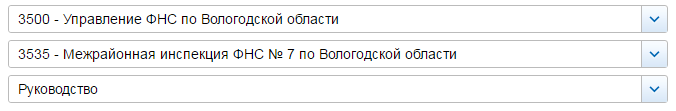 3500 - Управление ФНС по Вологодской области
3535 - Межрайонная инспекция ФНС № 7 по Вологодской области
Руководство